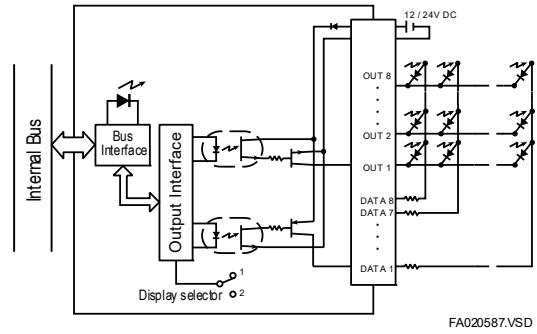 12 / 24V DC
OUT 8
OUT 2
OUT 1
Internal Bus
Bus
Interface
Output Interface
DATA 8
DATA 7
DATA 1
Display selector
1
2
FA020587.VSD